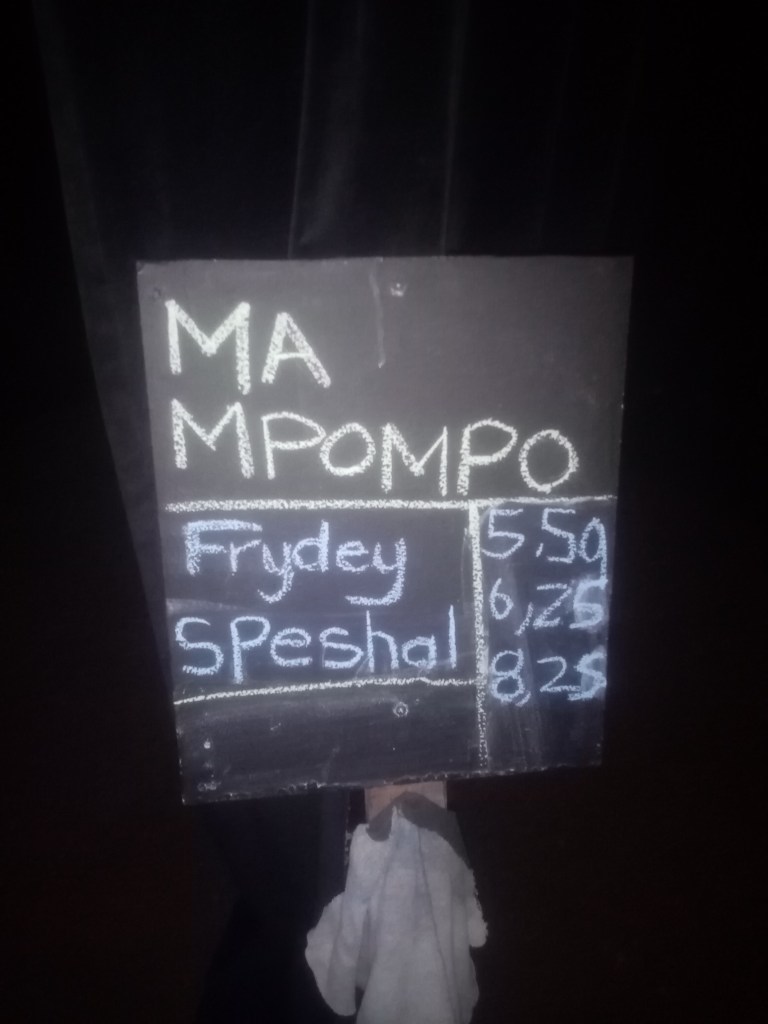 MA
MPOMPO
Frydey
Speshal
5,59
6,25
8,25